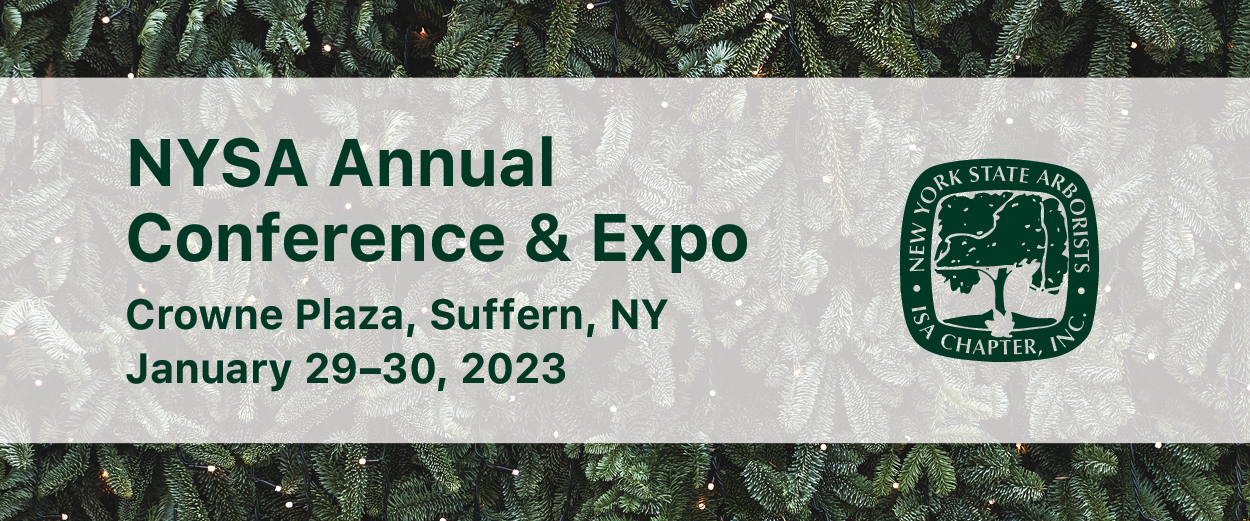 NYSA Annual
Conference & Expo
Crowne Plaza, Suffern, NY
January 29–30, 2023
• NEW YORK STATE ARBORISTS •
ISA CHAPTER, INC.